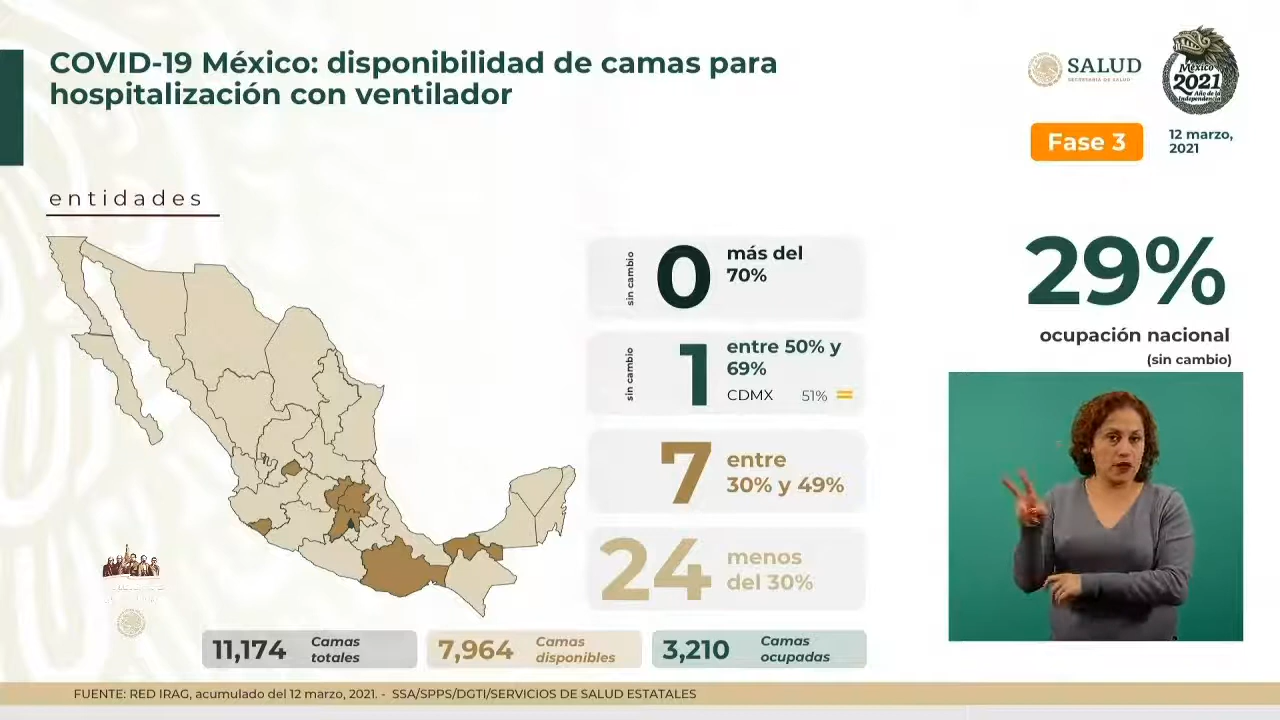 COVID-19 México: disponibilidad de camas para
hospitalización con ventilador
SALUD
SECRETARÍA DE SALUD
México
2021
Año de la
Independencia
Fase 3
12 marzo,
2021
entidades
sin cambio
0
más del
70%
sin cambio
1
entre 50% y
69%
CDMX 51% =
7
entre
30% y 49%
24
menos
del 30%
29%
ocupación nacional
(sin cambio)
11,174
Camas
totales
7,964
Camas
disponibles
3,210
Camas
ocupadas
FUENTE: RED IRAG, acumulado del 12 marzo, 2021. - SSA/SPPS/DGTI/SERVICIOS DE SALUD ESTATALES